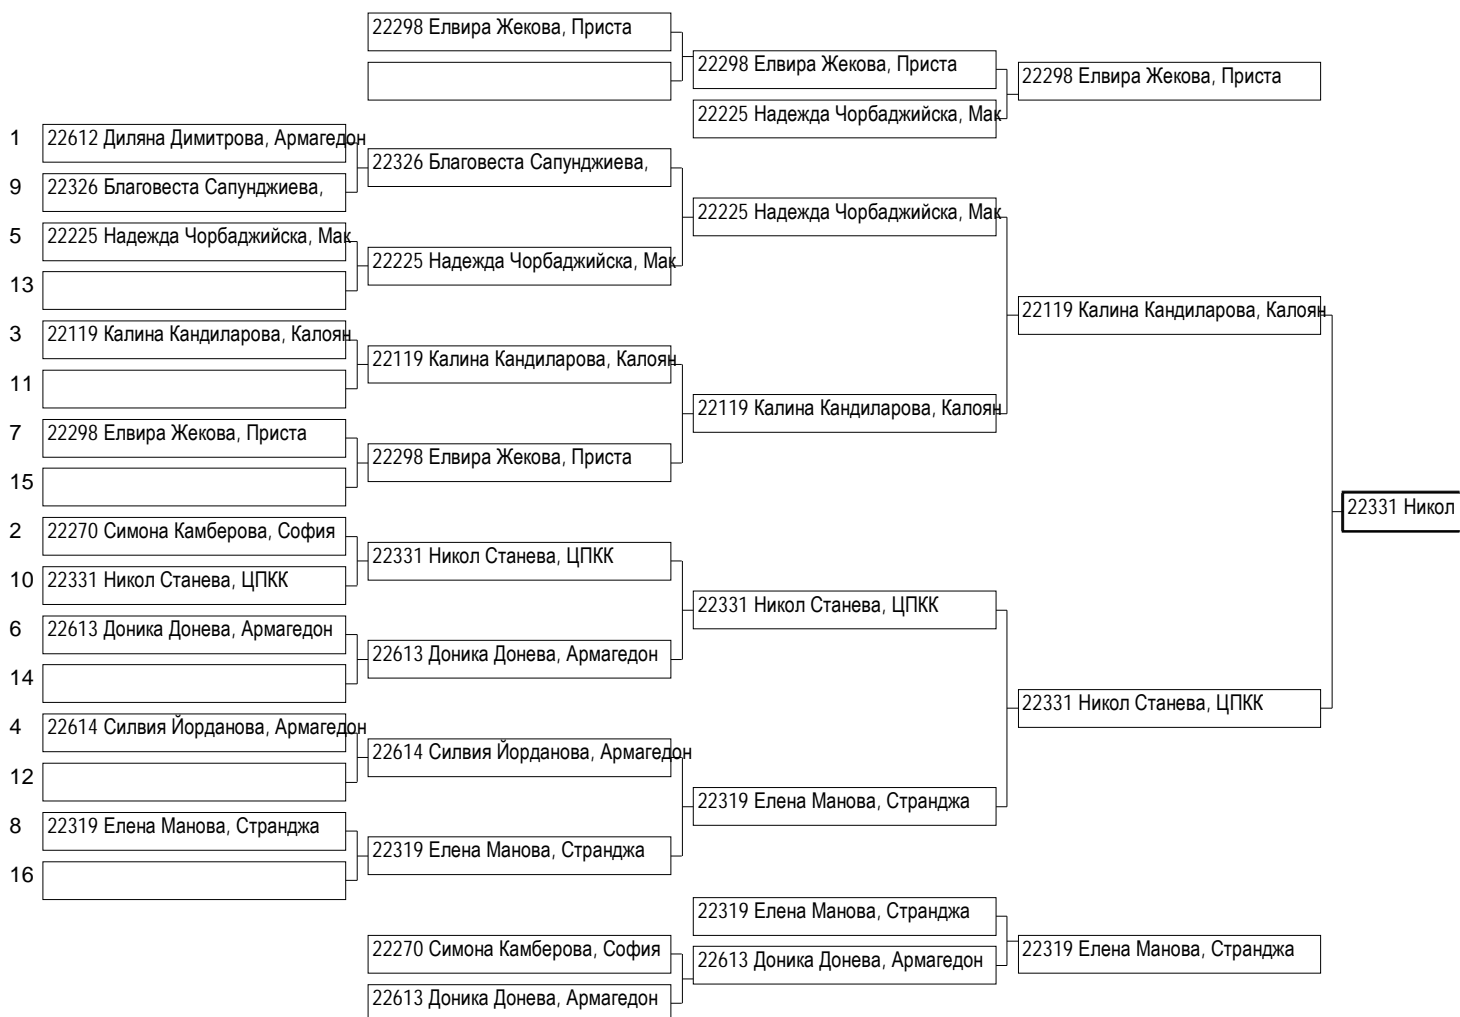 22298 Елвира Жекова, Приста
22298 Елвира Жекова, Приста
22298 Елвира Жекова, Приста
22225 Надежда Чорбаджийска, Мак
1 22612 Диляна Димитрова, Армагедон
22326 Благовеста Сапунджиева,
9 22326 Благовеста Сапунджиева,
22225 Надежда Чорбаджийска, Мак
5 22225 Надежда Чорбаджийска, Мак
22225 Надежда Чорбаджийска, Мак
13
22119 Калина Кандиларова, Калоян
3 22119 Калина Кандиларова, Калоян
22119 Калина Кандиларова, Калоян
11
22119 Калина Кандиларова, Калоян
7 22298 Елвира Жекова, Приста
22298 Елвира Жекова, Приста
15
22331 Никол
2 22270 Симона Камберова, София
22331 Никол Станева, ЦПКК
10 22331 Никол Станева, ЦПКК
22331 Никол Станева, ЦПКК
6 22613 Доника Донева, Армагедон
22613 Доника Донева, Армагедон
14
22331 Никол Станева, ЦПКК
4 22614 Силвия Йорданова, Армагедон
22614 Силвия Йорданова, Армагедон
12
22319 Елена Манова, Странджа
8 22319 Елена Манова, Странджа
22319 Елена Манова, Странджа
16
22319 Елена Манова, Странджа
22270 Симона Камберова, София
22319 Елена Манова, Странджа
22613 Доника Донева, Армагедон
22613 Доника Донева, Армагедон